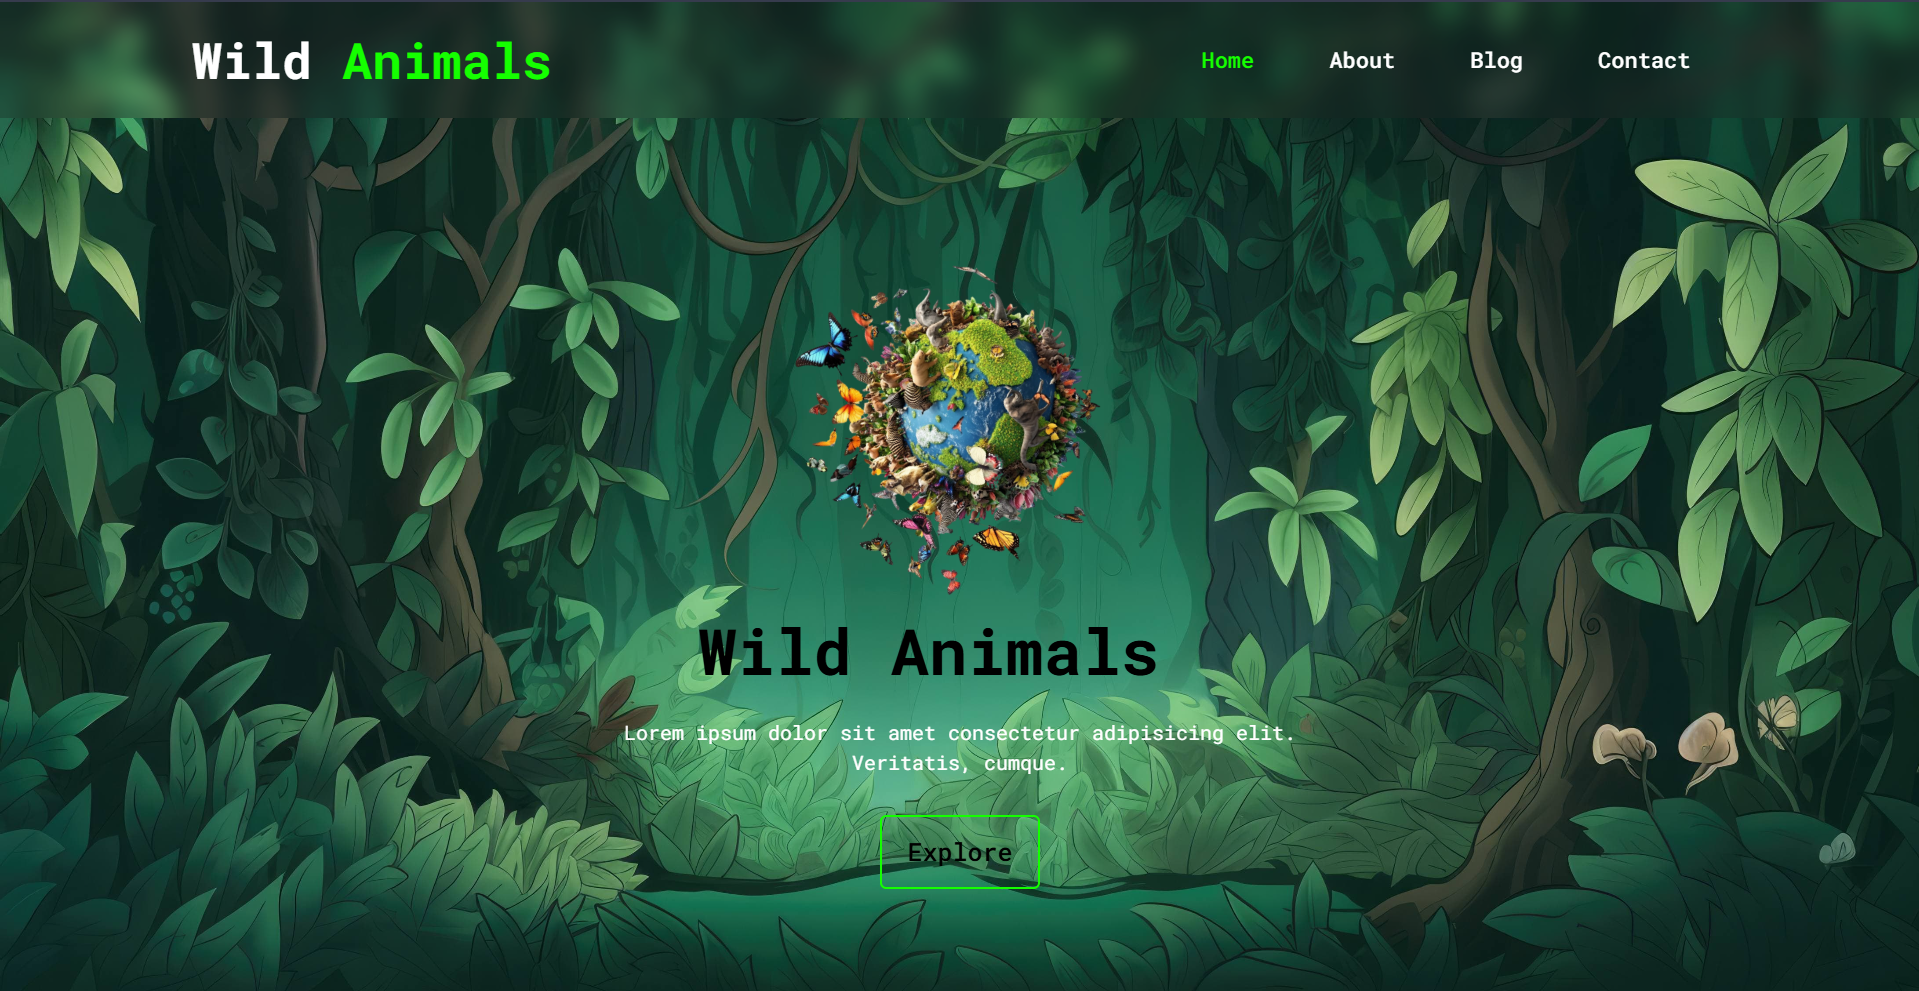 Wild Animals
Home About Blog Contact
Wild Animals
Lorem ipsum dolor sit amet consectetur adipisicing elit.
Veritatis, cumque.
Explore